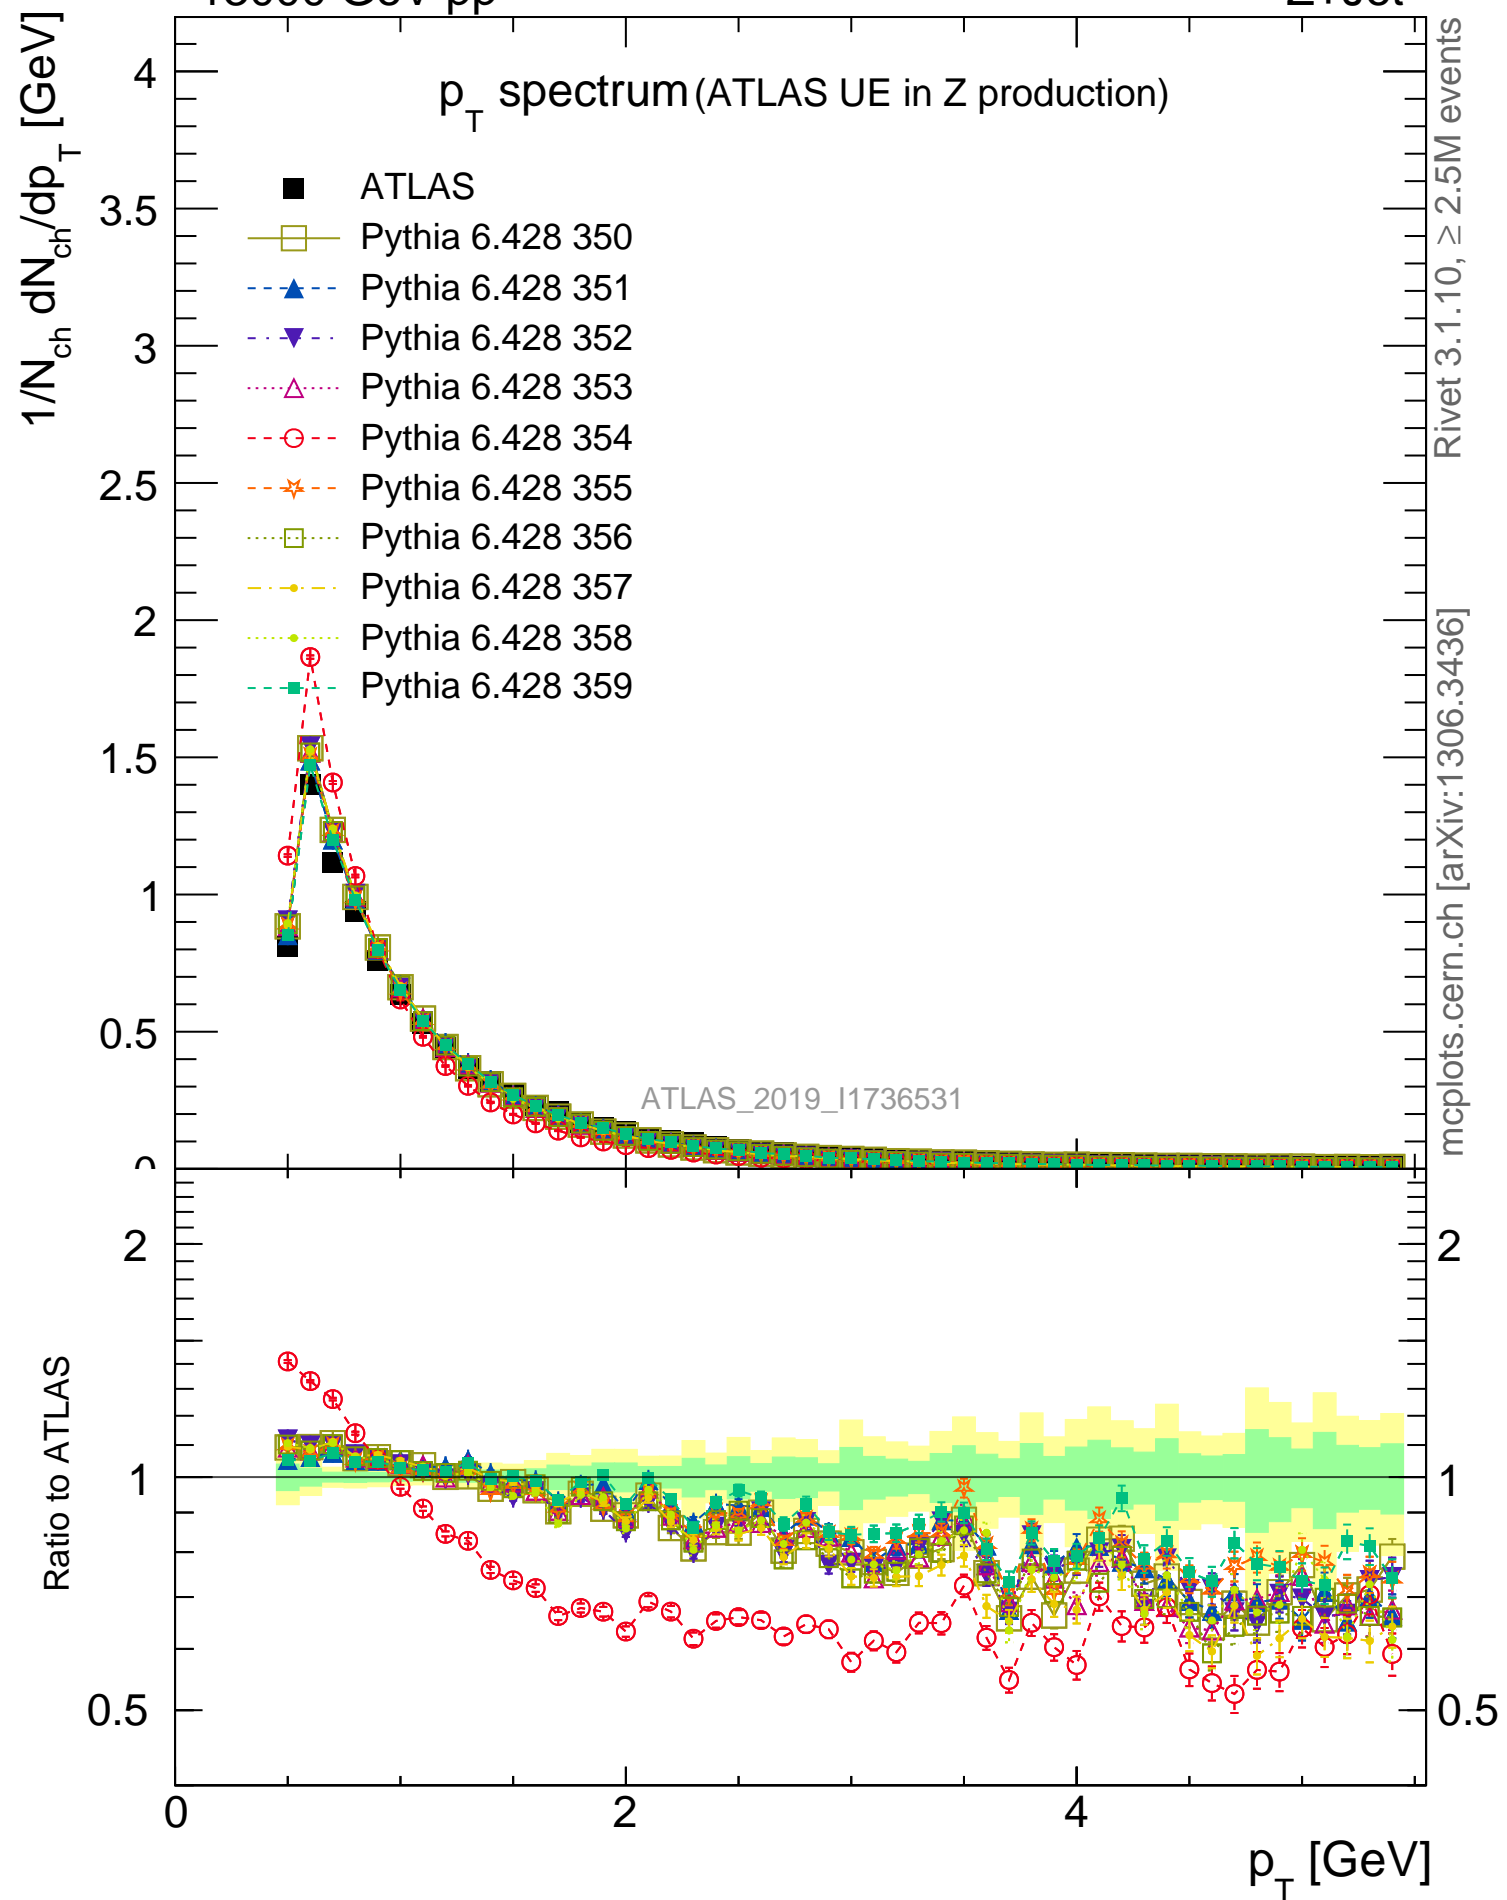 p_T spectrum (ATLAS UE in Z production)
1/N_ch dN_ch/dp_T [GeV]
4
3.5
3
2.5
2
1.5
1
0.5
ATLAS
Pythia 6.428 350
Pythia 6.428 351
Pythia 6.428 352
Pythia 6.428 353
Pythia 6.428 354
Pythia 6.428 355
Pythia 6.428 356
Pythia 6.428 357
Pythia 6.428 358
Pythia 6.428 359
ATLAS_2019_I1736531
Rivet 3.1.10, ≥ 2.5M events
mcplots.cern.ch [arXiv:1306.3436]
Ratio to ATLAS
2
1
0.5
2
1
0.5
0
2
4
p_T [GeV]